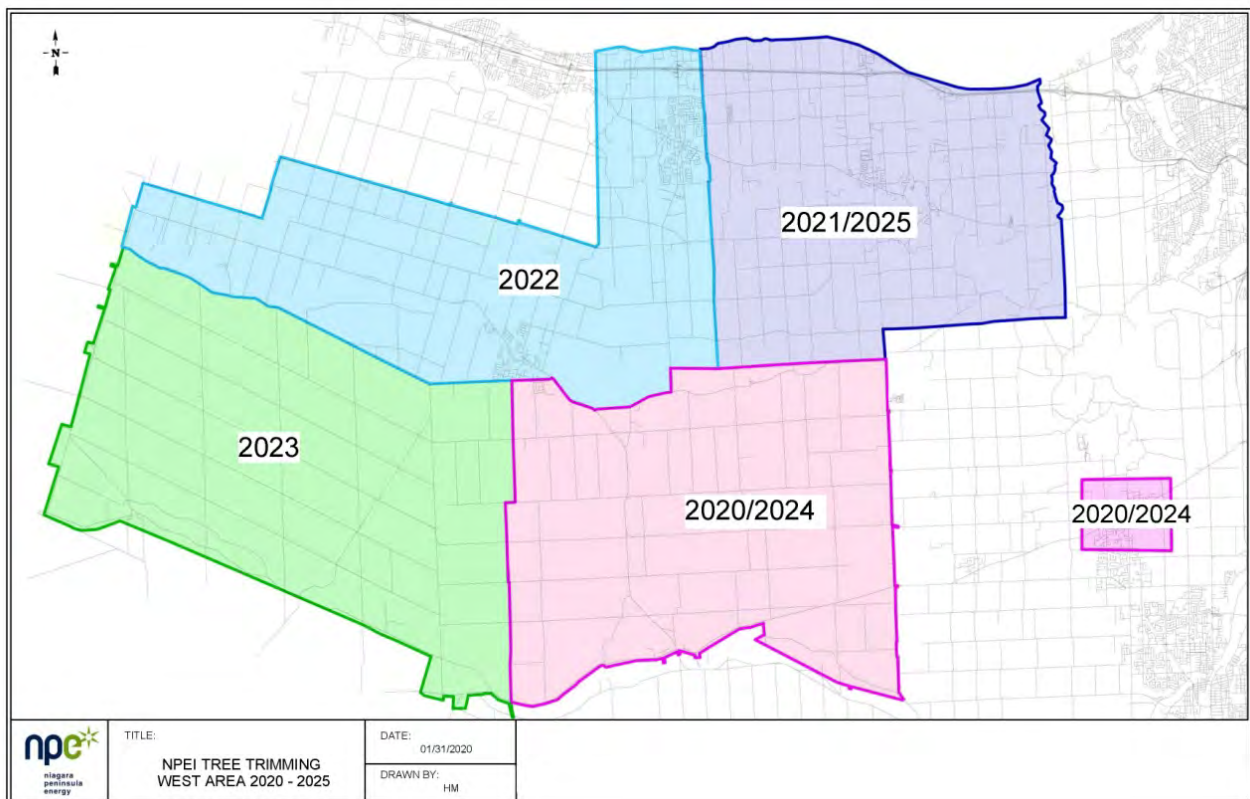 N
2021/2025
2022
2023
2020/2024
2020/2024
npe
niagara
peninsula
energy
TITLE:
NPEI TREE TRIMMING
WEST AREA 2020 - 2025
DATE:
01/31/2020
DRAWN BY:
HM